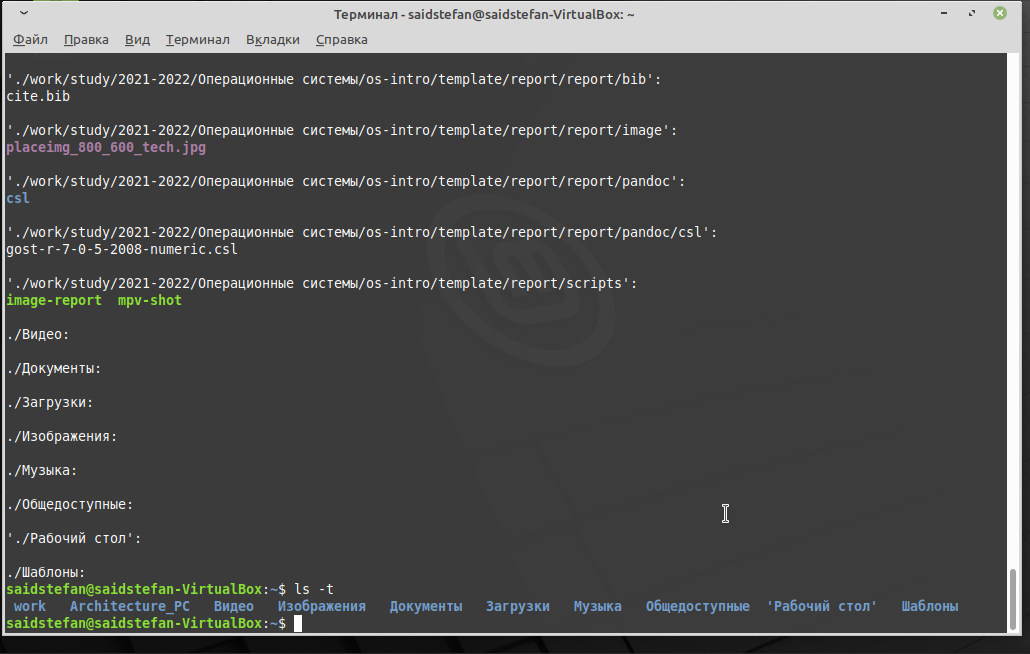 Терминал - saidstefan@saidstefan-VirtualBox: ~
Файл Правка Вид Терминал Вкладки Справка
'./work/study/2021-2022/Операционные системы/os-intro/template/report/report/bib':
cite.bib
'./work/study/2021-2022/Операционные системы/os-intro/template/report/report/image':
placeimg_800_600_tech.jpg
'./work/study/2021-2022/Операционные системы/os-intro/template/report/report/pandoc':
csl
'./work/study/2021-2022/Операционные системы/os-intro/template/report/report/pandoc/csl':
gost-r-7-0-5-2008-numeric.csl
'./work/study/2021-2022/Операционные системы/os-intro/template/report/scripts':
image-report  mpv-shot
./Видео:
./Документы:
./Загрузки:
./Изображения:
./Музыка:
./Общедоступные:
'./Рабочий стол':
./Шаблоны:
saidstefan@saidstefan-VirtualBox:~$ ls -t
work   Architecture_PC   Видео   Изображения   Документы   Загрузки   Музыка   Общедоступные  'Рабочий стол'   Шаблоны
saidstefan@saidstefan-VirtualBox:~$